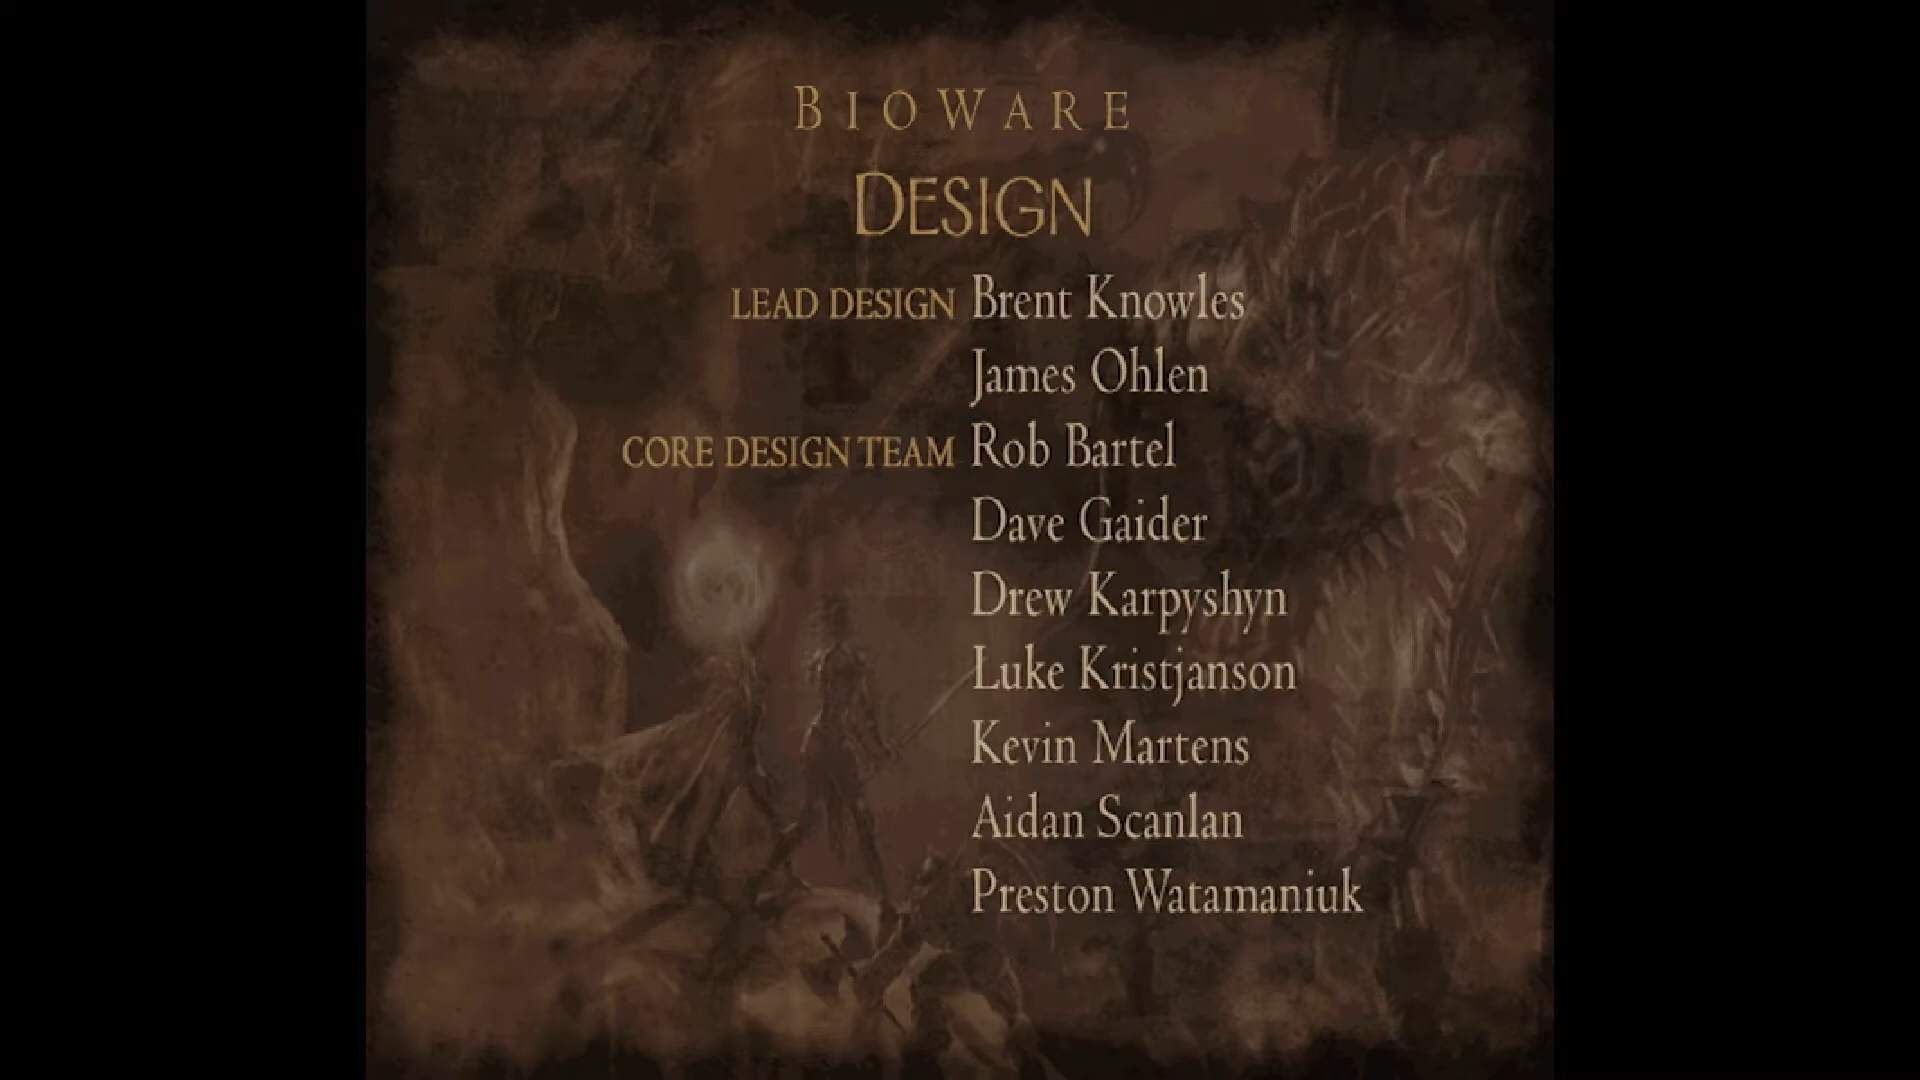 BIOWARE
DESIGN
LEAD DESIGN Brent Knowles
James Ohlen
CORE DESIGN TEAM Rob Bartel
Dave Gaider
Drew Karpyshyn
Luke Kristjanson
Kevin Martens
Aidan Scanlan
Preston Watamaniuk